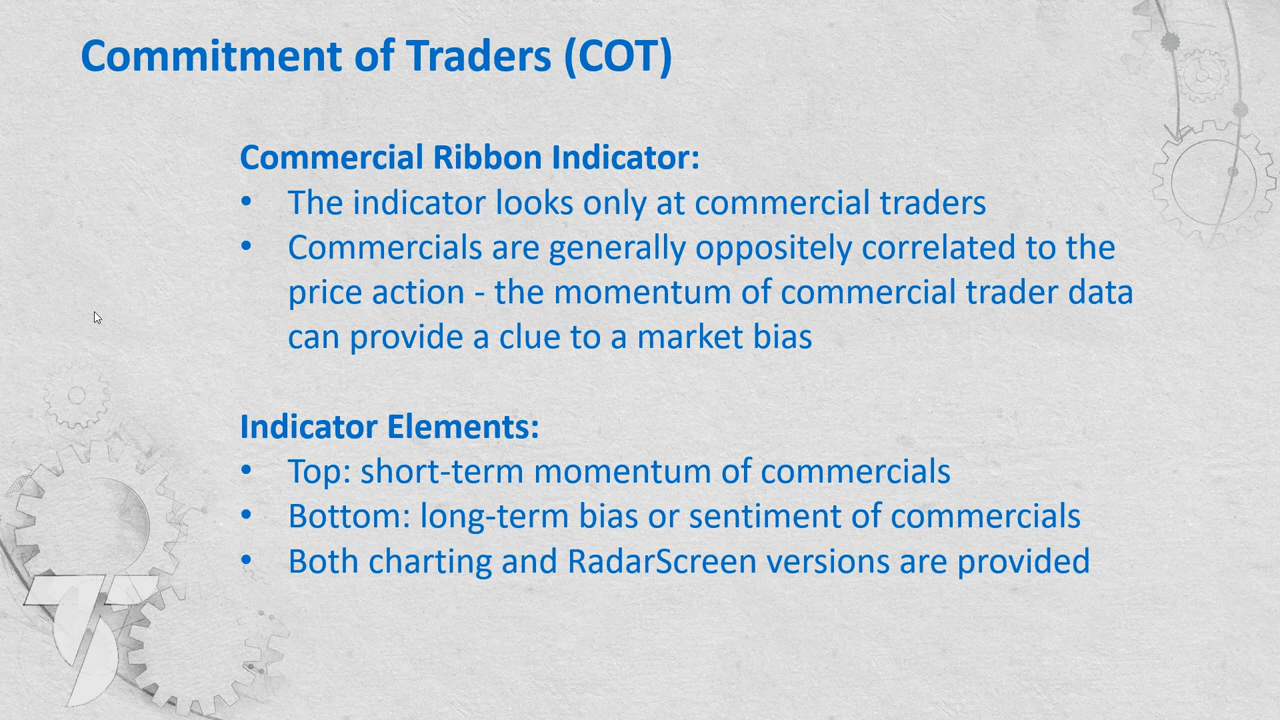 Commitment of Traders (COT)
Commercial Ribbon Indicator:
• The indicator looks only at commercial traders
• Commercials are generally oppositely correlated to the
price action - the momentum of commercial trader data
can provide a clue to a market bias
Indicator Elements:
• Top: short-term momentum of commercials
• Bottom: long-term bias or sentiment of commercials
• Both charting and RadarScreen versions are provided